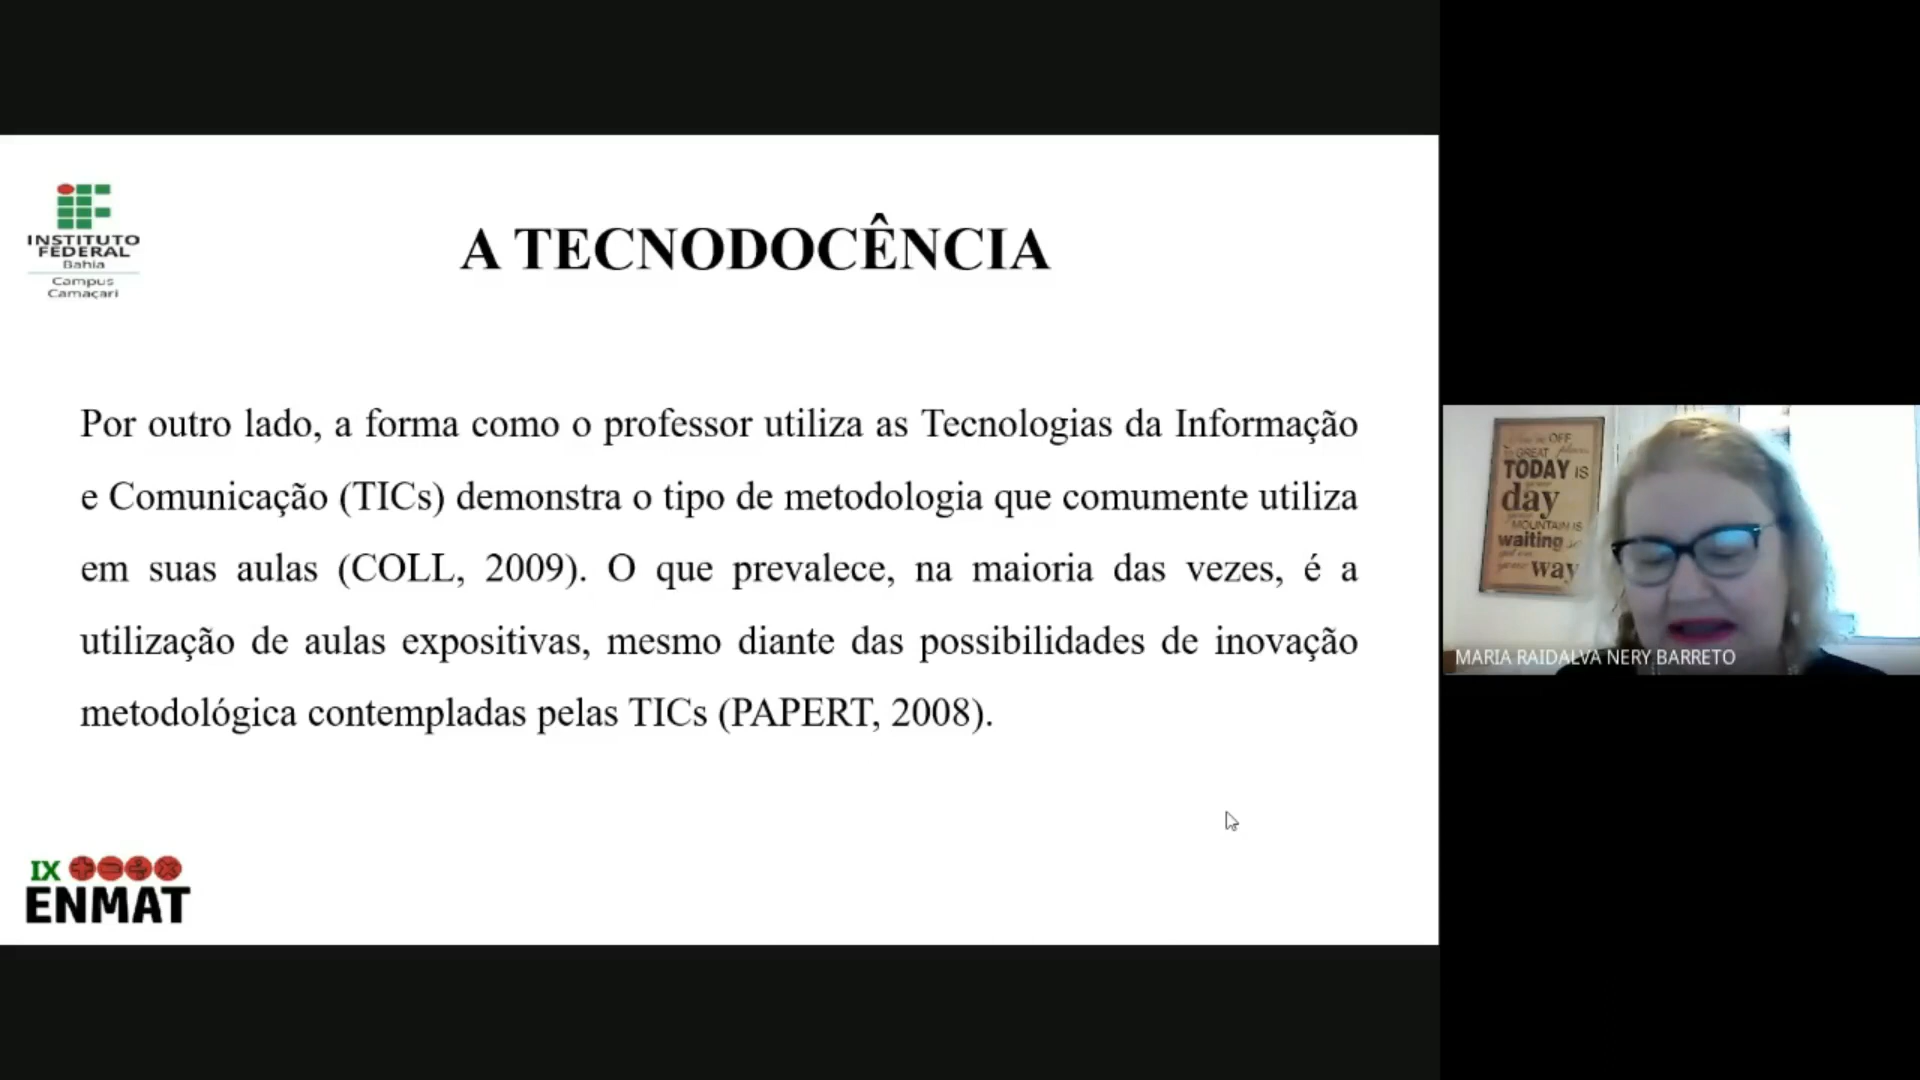 INSTITUTO
FEDERAL
Bahia
Campus
Camaçari
A TECNODOCÊNCIA
Por outro lado, a forma como o professor utiliza as Tecnologias da Informação
e Comunicação (TICs) demonstra o tipo de metodologia que comumente utiliza
em suas aulas (COLL, 2009). O que prevalece, na maioria das vezes, é a
utilização de aulas expositivas, mesmo diante das possibilidades de inovação
metodológica contempladas pelas TICs (PAPERT, 2008).
IX
ENMAT
OFF
GREAT places
TODAY IS
day
MOUNTAIN IS
waiting
way
MARIA RAIDALVA NERY BARRETO